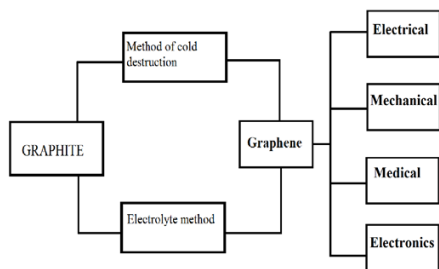 Method of cold
destruction
GRAPHITE
Electrolyte method
Graphene
Electrical
Mechanical
Medical
Electronics